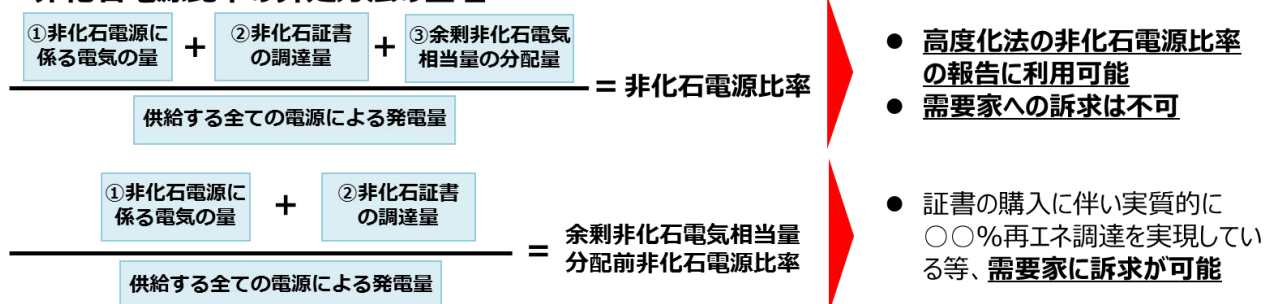 ①非化石電源に
係る電気の量
+
②非化石証書
の調達量
+
③余剰非化石電気
相当量の分配量
供給する全ての電源による発電量
= 非化石電源比率
● 高度化法の非化石電源比率
の報告に利用可能
● 需要家への訴求は不可
①非化石電源に
係る電気の量
+
②非化石証書
の調達量
供給する全ての電源による発電量
=
余剰非化石電気相当量
分配前非化石電源比率
● 証書の購入に伴い実質的に
○○%再エネ調達を実現してい
る等、需要家に訴求が可能